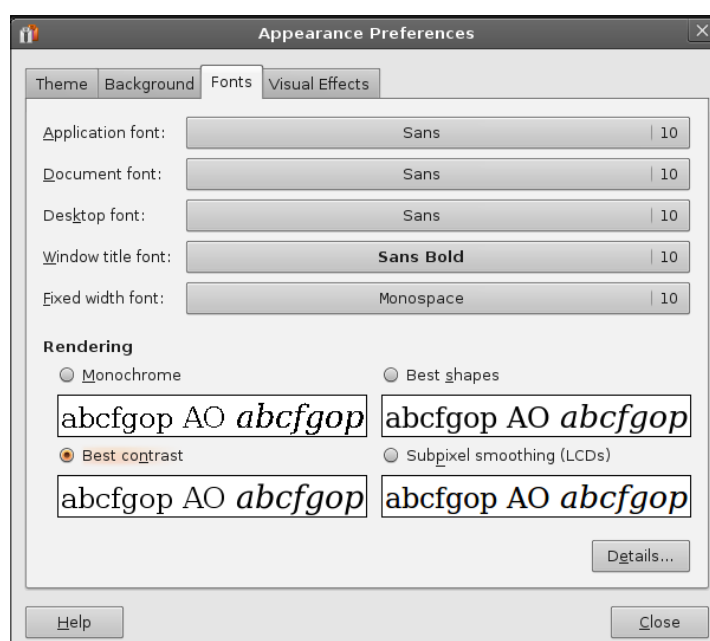 Appearance Preferences
Theme Background Fonts Visual Effects
Application font: Sans 10
Document font: Sans 10
Desktop font: Sans 10
Window title font: Sans Bold 10
Fixed width font: Monospace 10
Rendering
Monochrome Best shapes
abcfgop AO abcfgop abcfgop AO abcfgop
Best contrast Subpixel smoothing (LCDs)
abcfgop AO abcfgop abcfgop AO abcfgop
Details...
Help Close